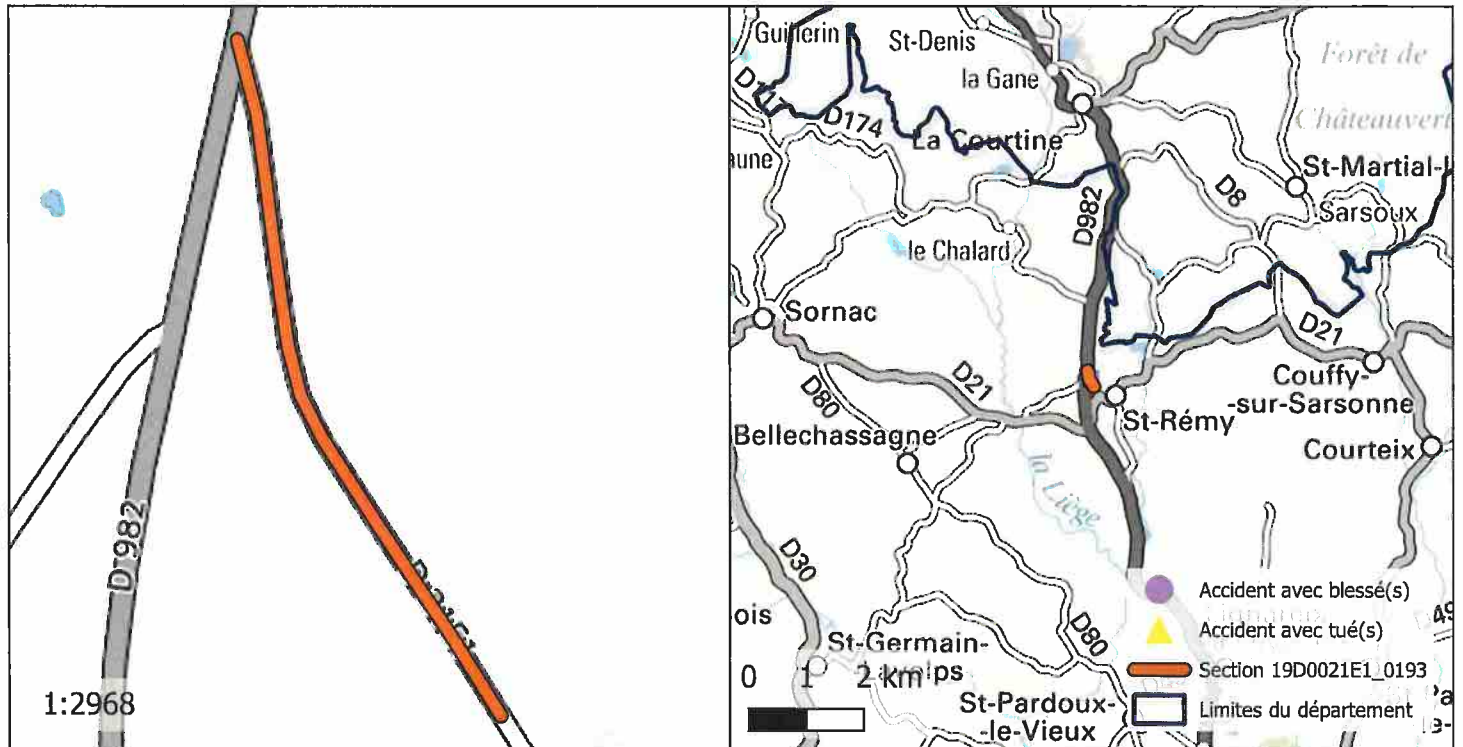 D 982
1:2968
Guillerin
St-Denis
la Gane
Forêt de
Châteauvert
D174
La Courtine
aune
St-Martial-l
D8
Sarsoux
D982
le Chalard
Sornac
D21
D21
Couffy-
-sur-Sarsonne
D80
St-Rémy
Bellechassagne
Courteix
la Liège
D30
ois
D80
St-Germain-
0 1 2 km
St-Pardoux-
-le-Vieux
Accident avec blessé(s)
Accident avec tué(s)
Section 19D0021E1_0193
Limites du département